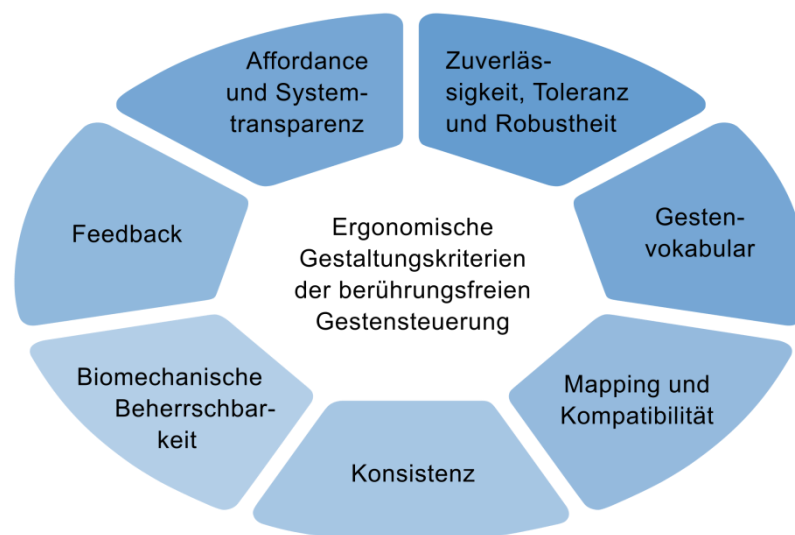 Affordance
und System-
transparenz
Zuverläs-
sigkeit, Toleranz
und Robustheit
Gesten-
vokabular
Mapping und
Kompatibilität
Konsistenz
Biomechanische
Beherrschbar-
keit
Feedback
Ergonomische
Gestaltungskriterien
der berührungsfreien
Gestensteuerung